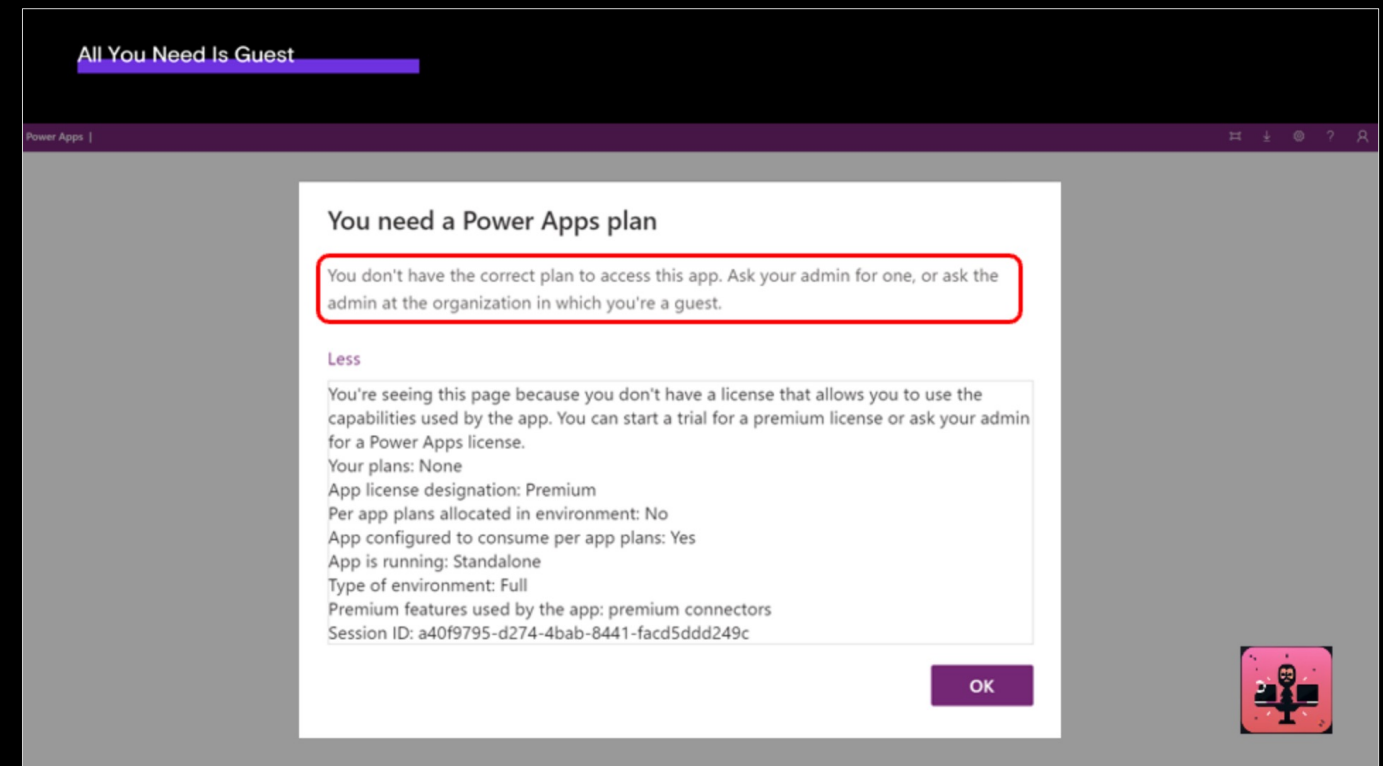 All You Need Is Guest
Power Apps |
?
You need a Power Apps plan
You don't have the correct plan to access this app. Ask your admin for one, or ask the
admin at the organization in which you're a guest.
Less
You're seeing this page because you don't have a license that allows you to use the
capabilities used by the app. You can start a trial for a premium license or ask your admin
for a Power Apps license.
Your plans: None
App license designation: Premium
Per app plans allocated in environment: No
App configured to consume per app plans: Yes
App is running: Standalone
Type of environment: Full
Premium features used by the app: premium connectors
Session ID: a40f9795-d274-4bab-8441-facd5ddd249c
OK